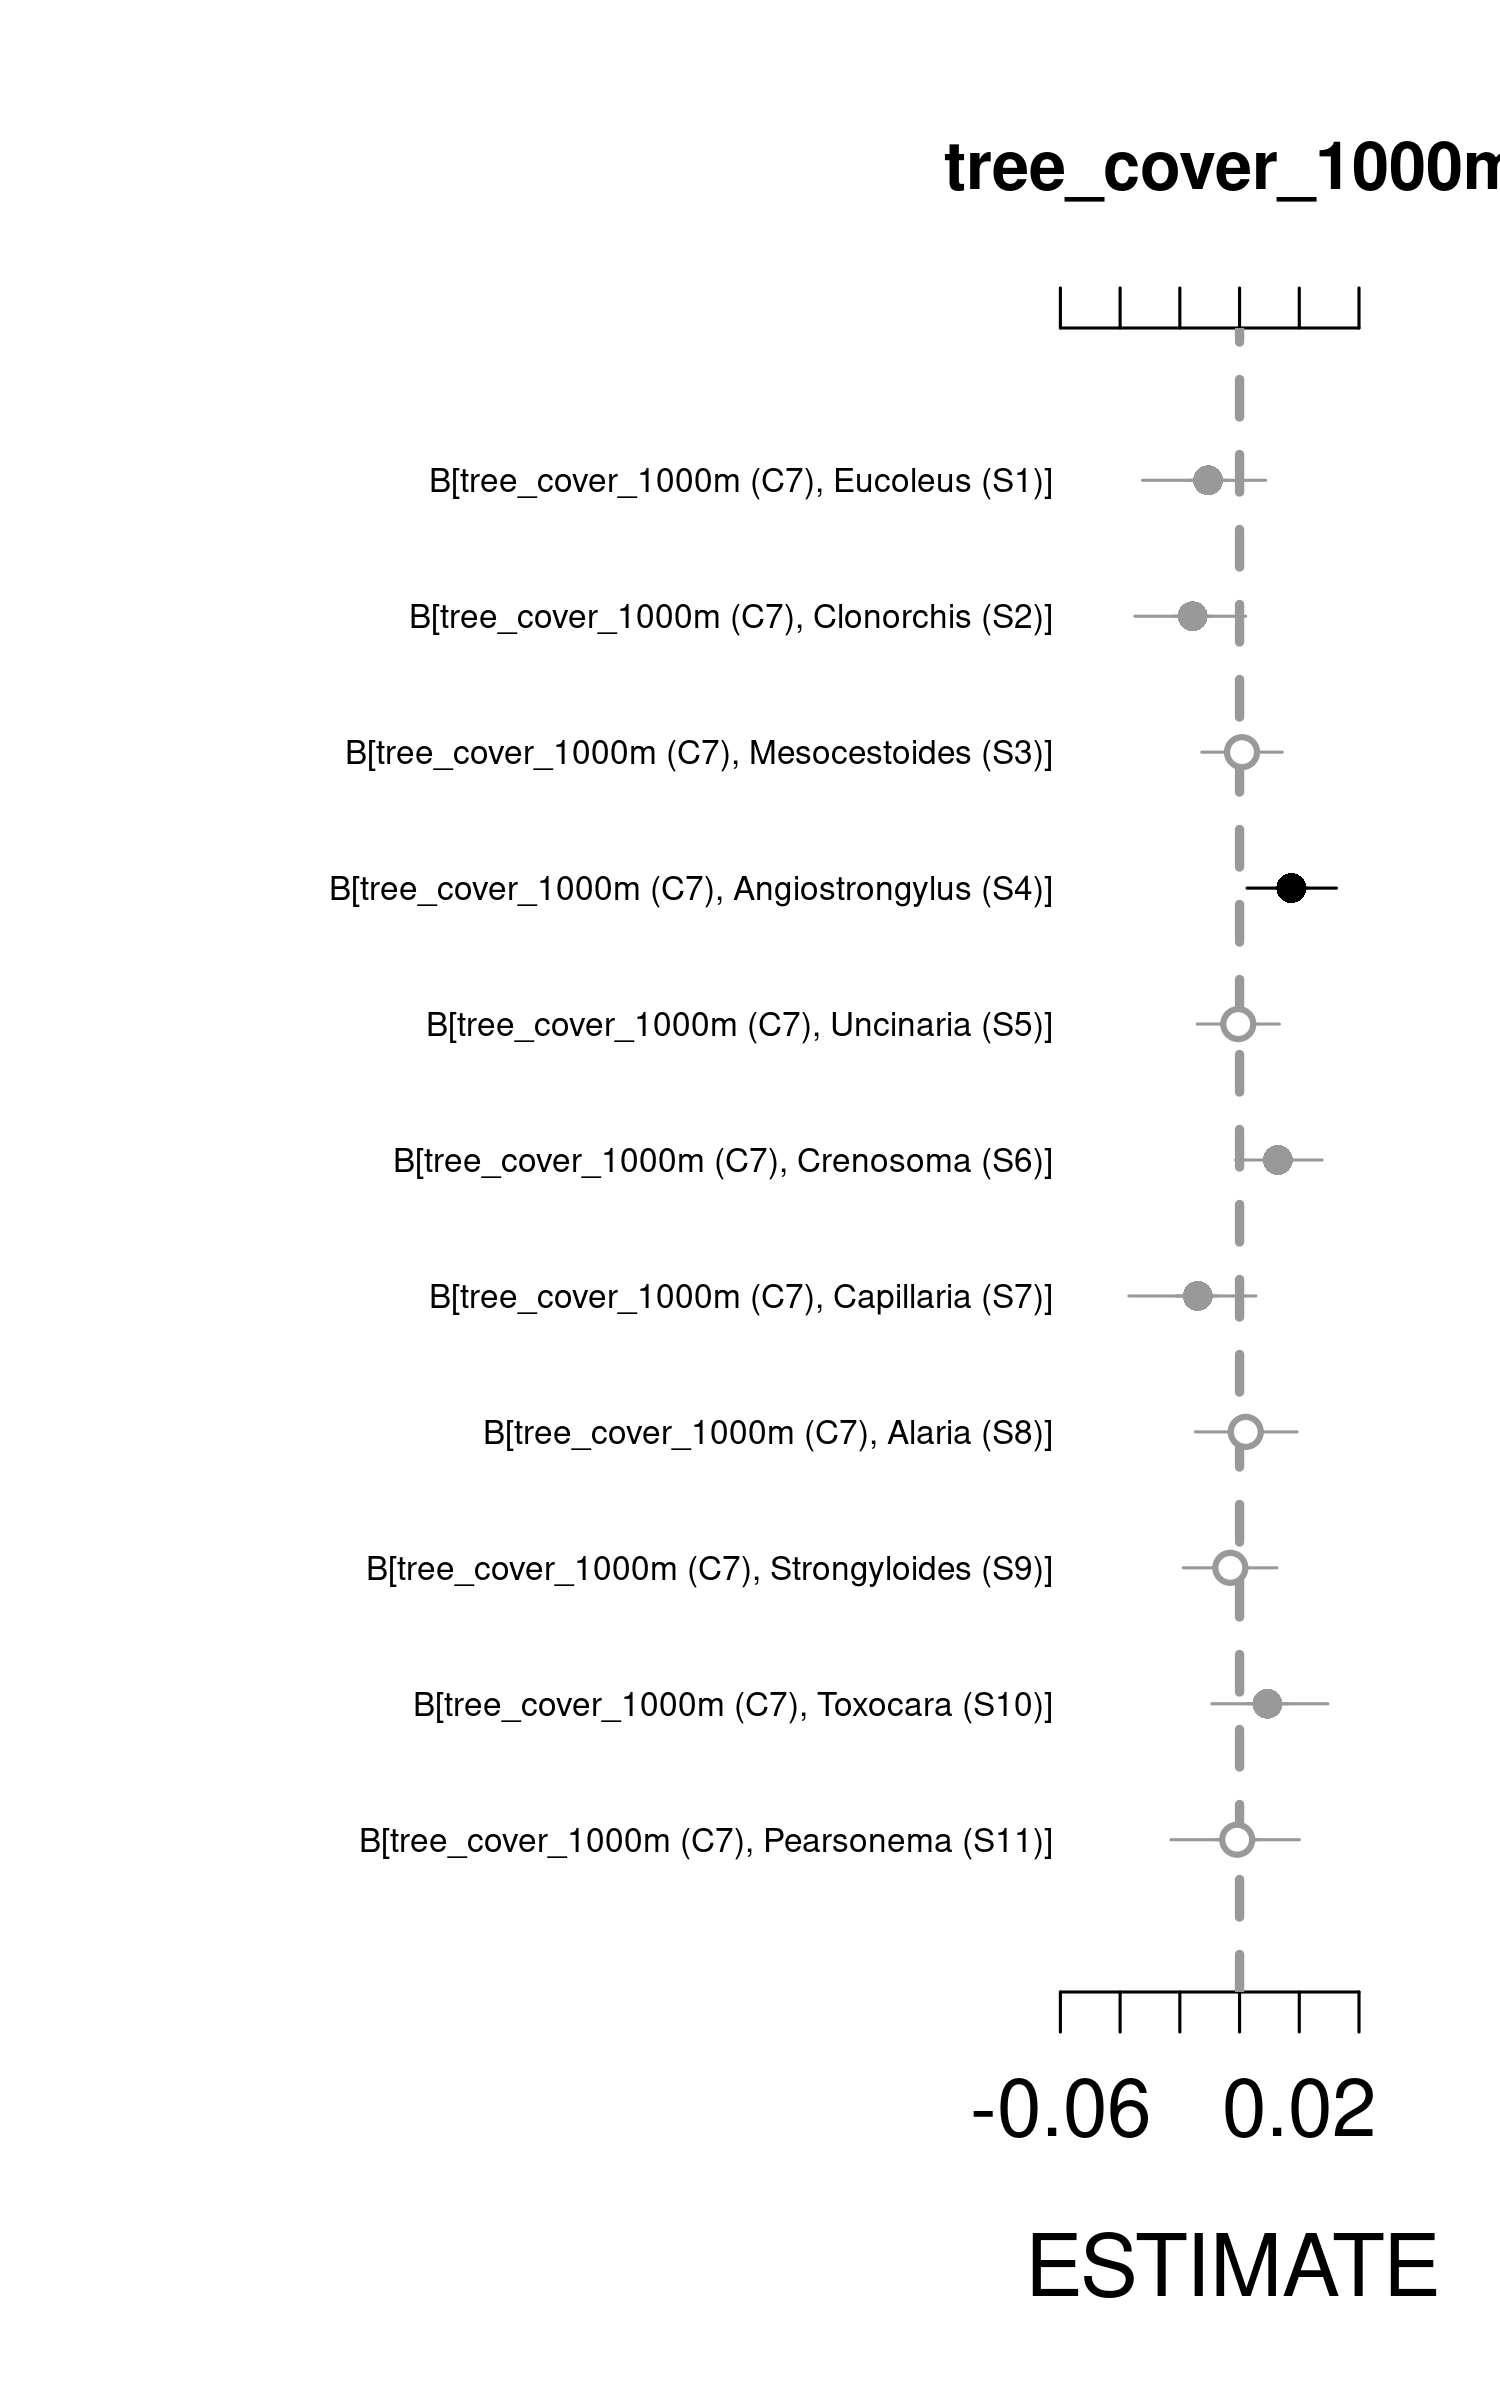 tree_cover_1000m
B[tree_cover_1000m (C7), Eucoleus (S1)]
B[tree_cover_1000m (C7), Clonorchis (S2)]
B[tree_cover_1000m (C7), Mesocestoides (S3)]
B[tree_cover_1000m (C7), Angiostrongylus (S4)]
B[tree_cover_1000m (C7), Uncinaria (S5)]
B[tree_cover_1000m (C7), Crenosoma (S6)]
B[tree_cover_1000m (C7), Capillaria (S7)]
B[tree_cover_1000m (C7), Alaria (S8)]
B[tree_cover_1000m (C7), Strongyloides (S9)]
B[tree_cover_1000m (C7), Toxocara (S10)]
B[tree_cover_1000m (C7), Pearsonema (S11)]
-0.06 0.02
ESTIMATE